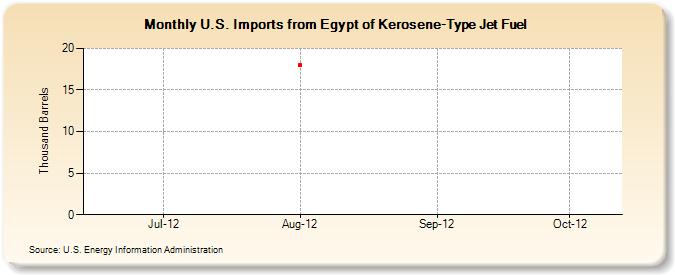 Monthly U.S. Imports from Egypt of Kerosene-Type Jet Fuel
Thousand Barrels
20
15
10
5
0
Jul-12 Aug-12 Sep-12 Oct-12
Source: U.S. Energy Information Administration